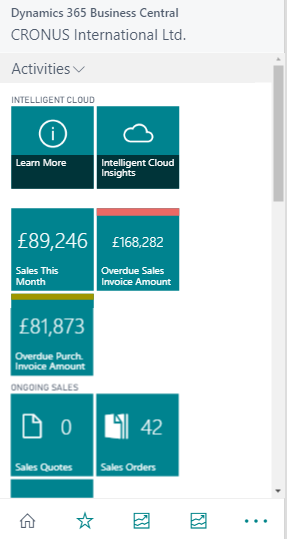 Dynamics 365 Business Central
CRONUS International Ltd.
Activities
INTELLIGENT CLOUD
Learn More
Intelligent Cloud
Insights
£89,246
Sales This
Month
£168,282
Overdue Sales
Invoice Amount
£81,873
Overdue Purch.
Invoice Amount
ONGOING SALES
0
Sales Quotes
42
Sales Orders